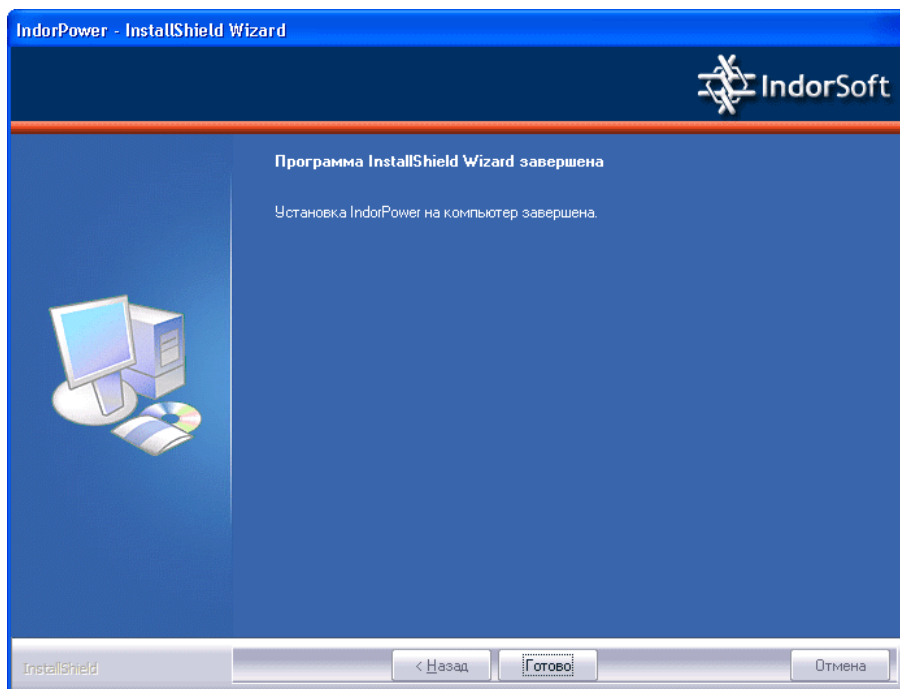 IndorPower - InstallShield Wizard
IndorSoft
Программа InstallShield Wizard завершена
Установка IndorPower на компьютер завершена.
InstallShield
< Назад
Готово
Отмена